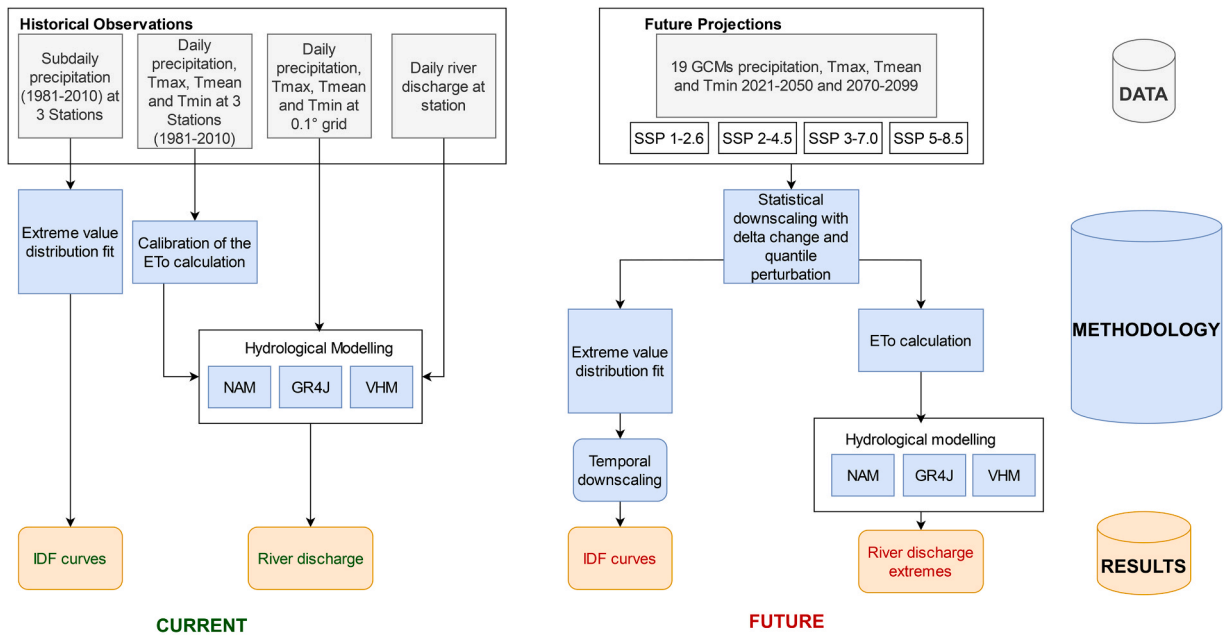 Historical Observations
Subdaily
precipitation
(1981-2010) at
3 Stations
Daily
precipitation,
Tmax, Tmean
and Tmin at 3
Stations
(1981-2010)
Daily
precipitation,
Tmax, Tmean
and Tmin at
0.1° grid
Daily river
discharge at
station
Extreme value
distribution fit
Calibration of the
ETo calculation
Hydrological Modelling
NAM
GR4J
VHM
IDF curves
River discharge
CURRENT
Future Projections
19 GCMs precipitation, Tmax, Tmean
and Tmin 2021-2050 and 2070-2099
SSP 1-2.6
SSP 2-4.5
SSP 3-7.0
SSP 5-8.5
Statistical
downscaling with
delta change and
quantile
perturbation
Extreme value
distribution fit
ETo calculation
Temporal
downscaling
Hydrological modelling
NAM
GR4J
VHM
IDF curves
River discharge
extremes
FUTURE
DATA
METHODOLOGY
RESULTS